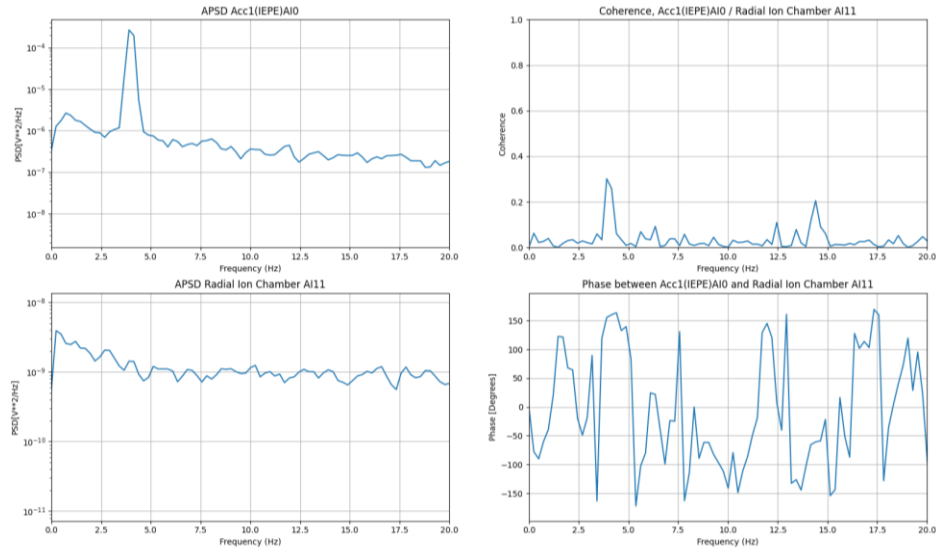 APSD Acc1(IEPE)AI0
PSD[V**2/Hz]
10⁻⁴
10⁻⁵
10⁻⁶
10⁻⁷
10⁻⁸
0.0 2.5 5.0 7.5 10.0 12.5 15.0 17.5 20.0
Frequency (Hz)
Coherence, Acc1(IEPE)AI0 / Radial Ion Chamber AI11
Coherence
1.0
0.8
0.6
0.4
0.2
0.0
0.0 2.5 5.0 7.5 10.0 12.5 15.0 17.5 20.0
Frequency (Hz)
APSD Radial Ion Chamber AI11
PSD[V**2/Hz]
10⁻⁸
10⁻⁹
10⁻¹⁰
10⁻¹¹
0.0 2.5 5.0 7.5 10.0 12.5 15.0 17.5 20.0
Frequency (Hz)
Phase between Acc1(IEPE)AI0 and Radial Ion Chamber AI11
Phase [Degrees]
150
100
50
0
−50
−100
−150
0.0 2.5 5.0 7.5 10.0 12.5 15.0 17.5 20.0
Frequency (Hz)